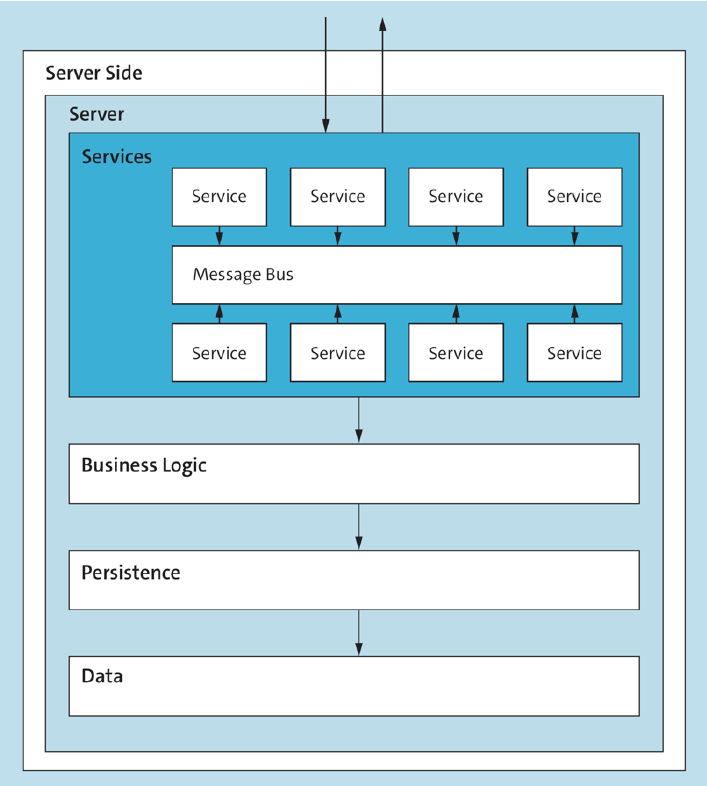 Server Side
Server
Services
Service Service Service Service
Message Bus
Service Service Service Service
Business Logic
Persistence
Data